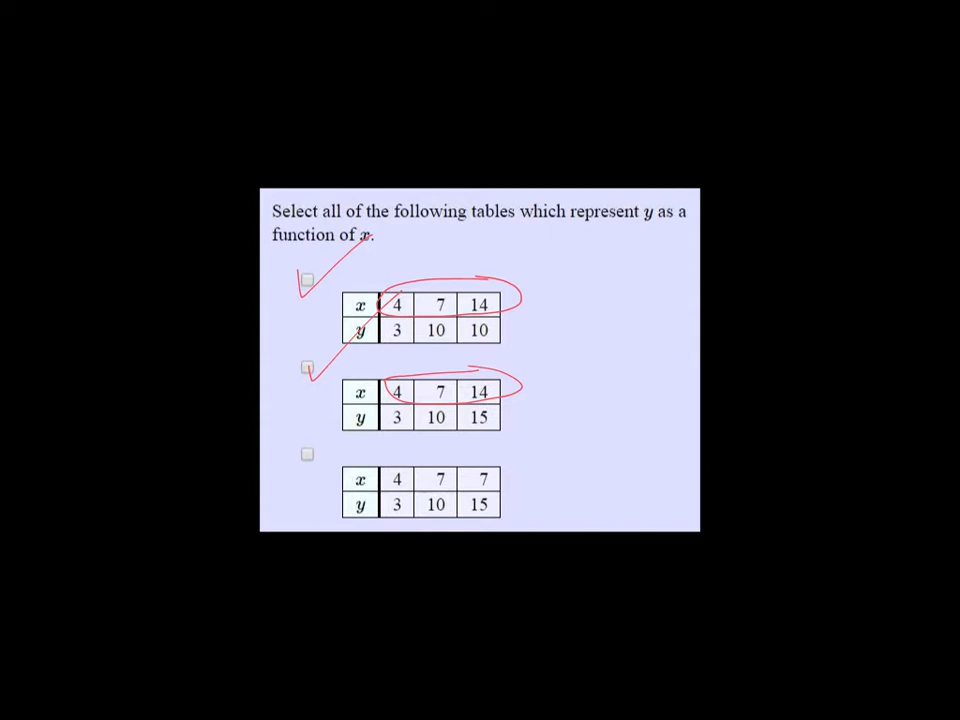 Select all of the following tables which represent y as a
function of x.
x 4 7 14
y 3 10 10
x 4 7 14
y 3 10 15
x 4 7 7
y 3 10 15